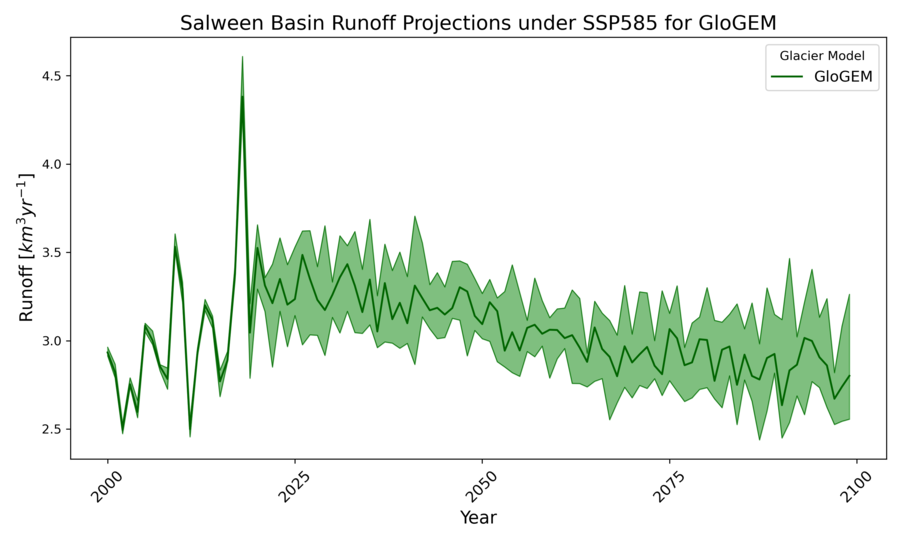 Salween Basin Runoff Projections under SSP585 for GloGEM
Glacier Model
GloGEM
4.5
4.0
3.5
3.0
2.5
Runoff [km³yr⁻¹]
2000
2025
2050
2075
2100
Year